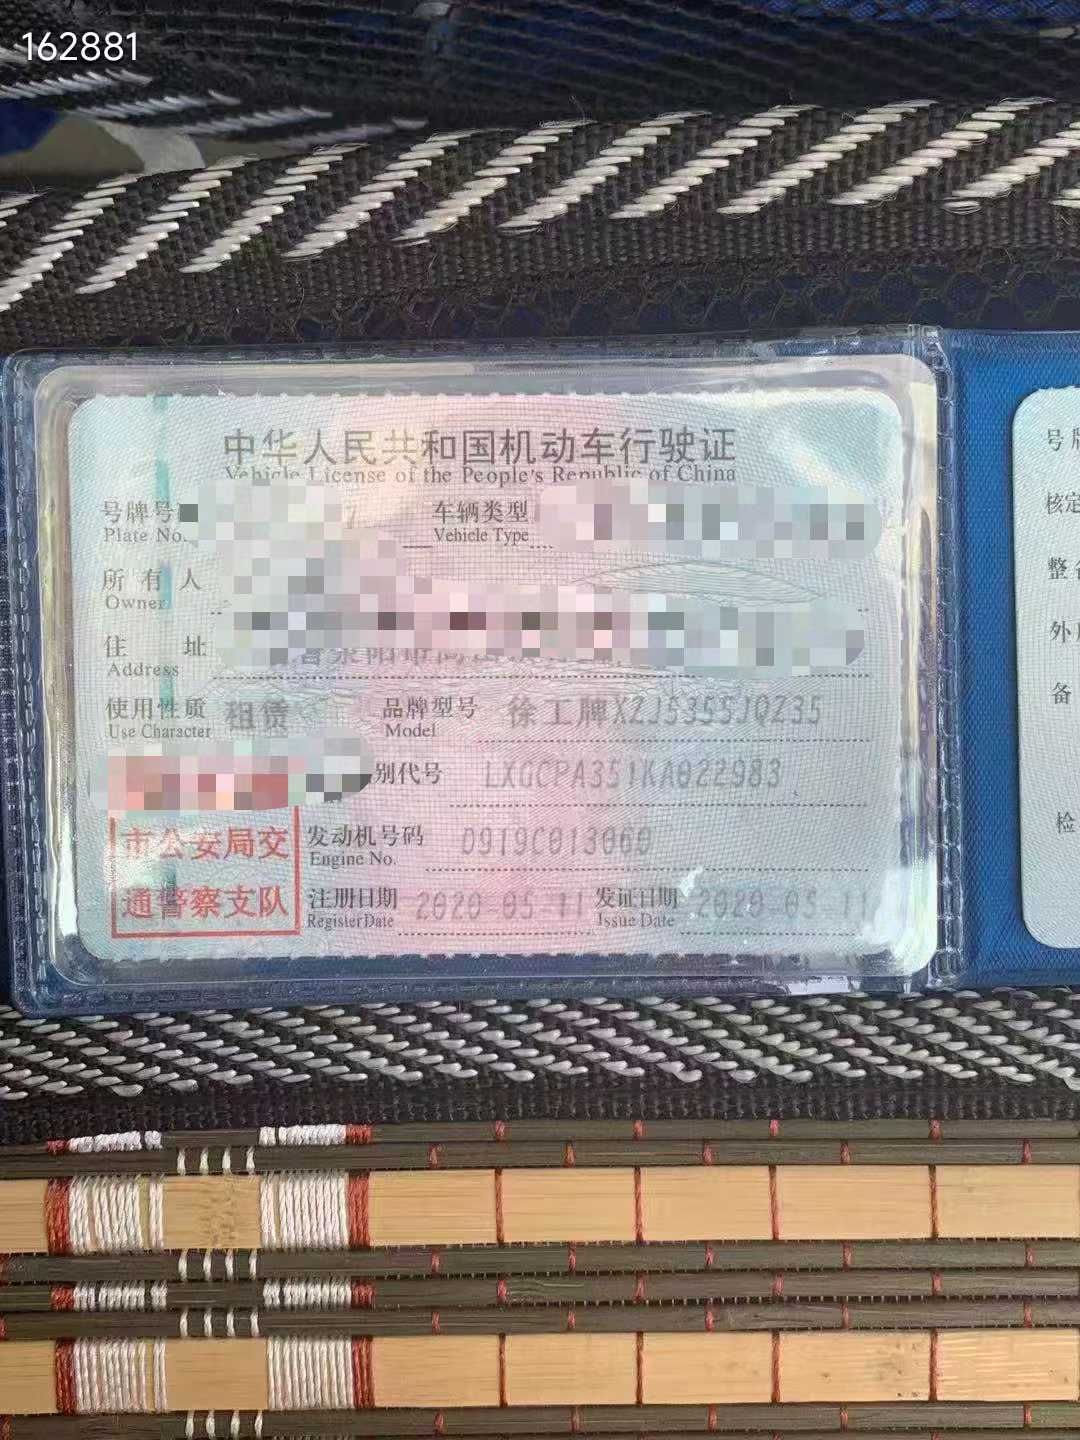 162881
中华人民共和国机动车行驶证
Vehicle License of the People's Republic of China
号牌号 7 车辆类型
Plate No. Vehicle Type
所有人
Owner
住址
Address
使用性质 租赁 品牌型号 徐工牌XZJ5355JQZ35
Use Character Model
别代号 LXGCPA351KA022983
市公安局交
通警察支队
发动机号码 D919C013060
Engine No.
注册日期 2020-05-11 发证日期 2020-05-11
Register Date Issue Date
号牌
核定
整备
外
备
检